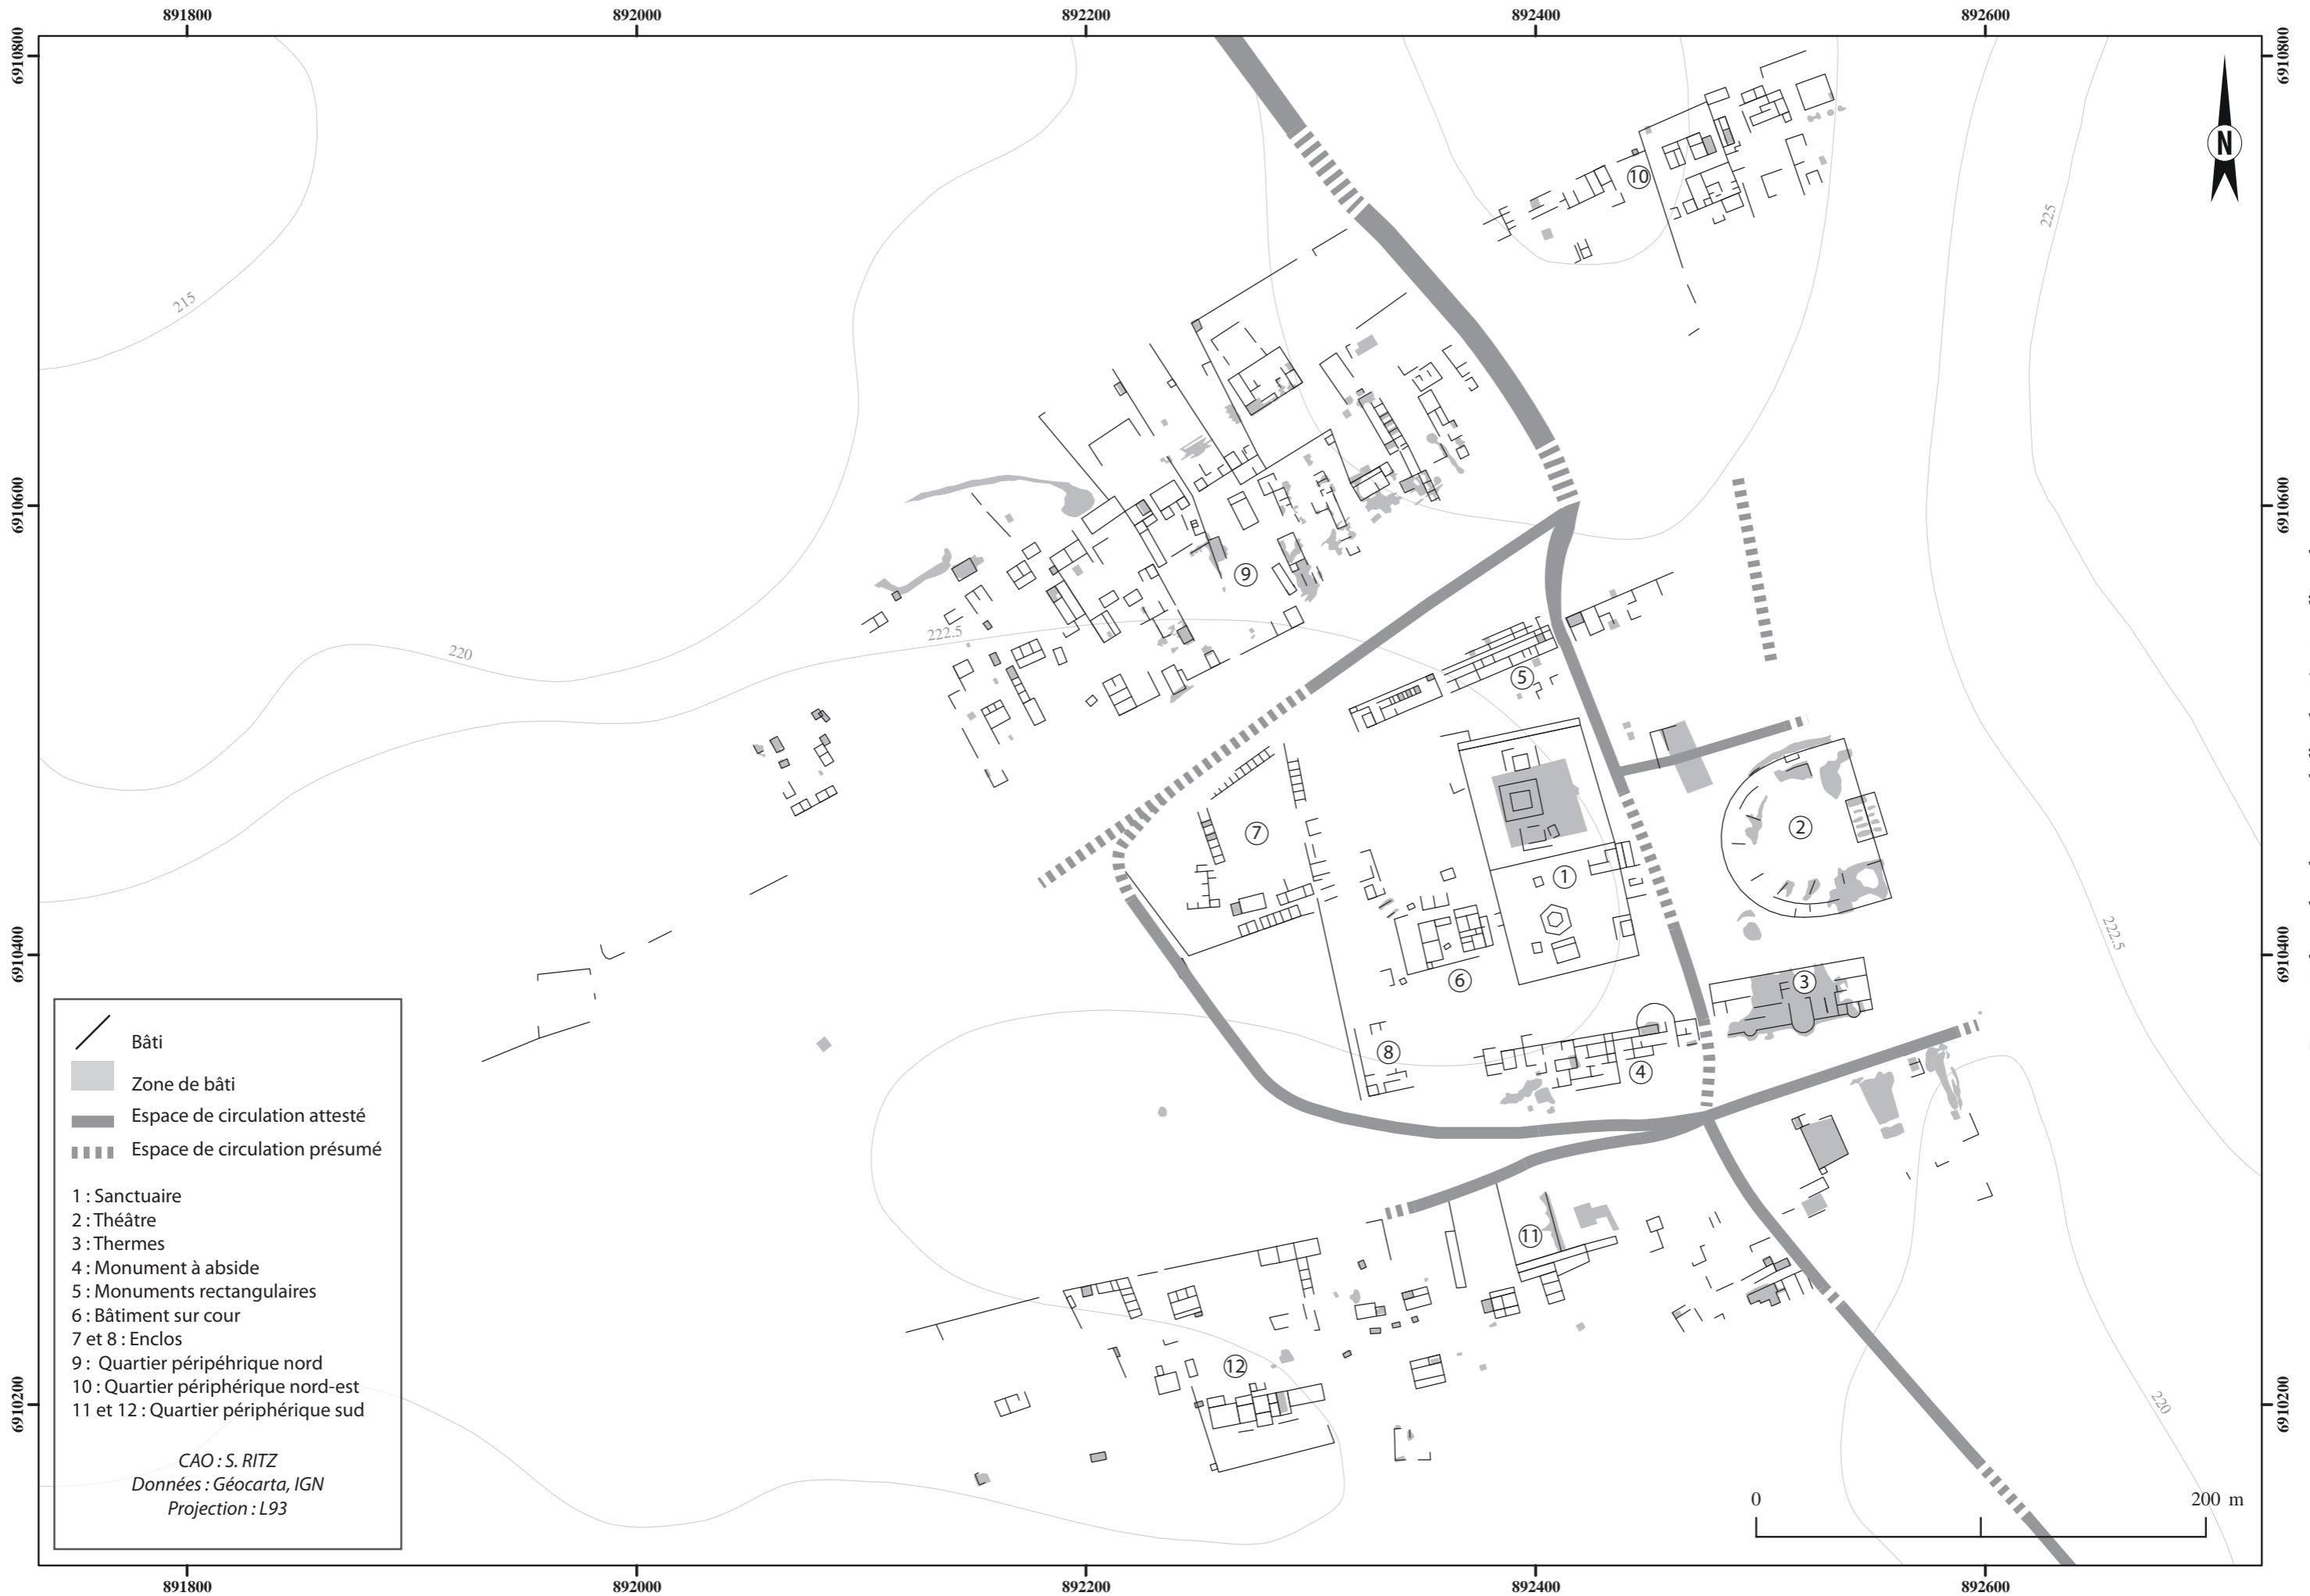 891800
892000
892200
892400
892600
6910800
6910800
N
10
225
215
6910600
6910600
9
222.5
220
5
7
2
1
222.5
6910400
6910400
6
3
8
4
Bâti
Zone de bâti
Espace de circulation attesté
Espace de circulation présumé
1 : Sanctuaire
2 : Théâtre
3 : Thermes
4 : Monument à abside
5 : Monuments rectangulaires
6 : Bâtiment sur cour
7 et 8 : Enclos
9 : Quartier péripéhrique nord
10 : Quartier périphérique nord-est
11 et 12 : Quartier périphérique sud
CAO : S. RITZ
Données : Géocarta, IGN
Projection : L93
11
12
220
6910200
6910200
0
200 m
891800
892000
892200
892400
892600